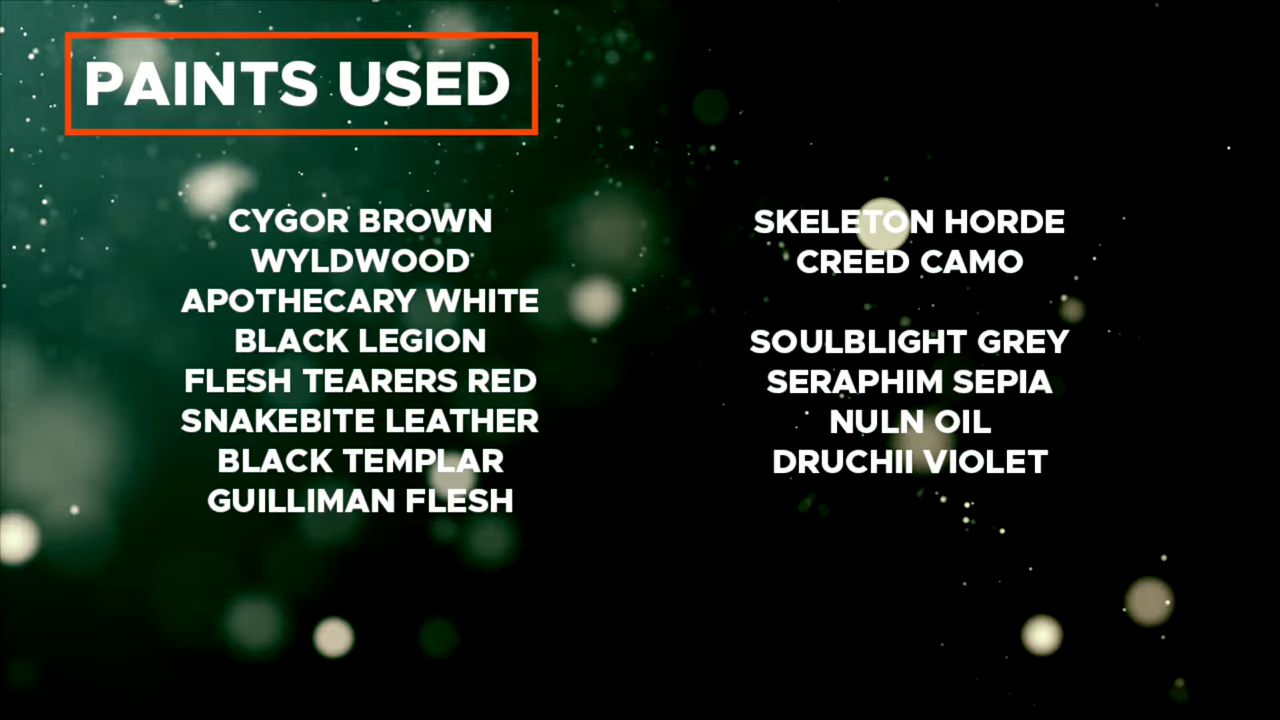 PAINTS USED
CYGOR BROWN
WYLDWOOD
APOTHECARY WHITE
BLACK LEGION
FLESH TEARERS RED
SNAKEBITE LEATHER
BLACK TEMPLAR
GUILLIMAN FLESH
SKELETON HORDE
CREED CAMO
SOULBLIGHT GREY
SERAPHIM SEPIA
NULN OIL
DRUCHII VIOLET